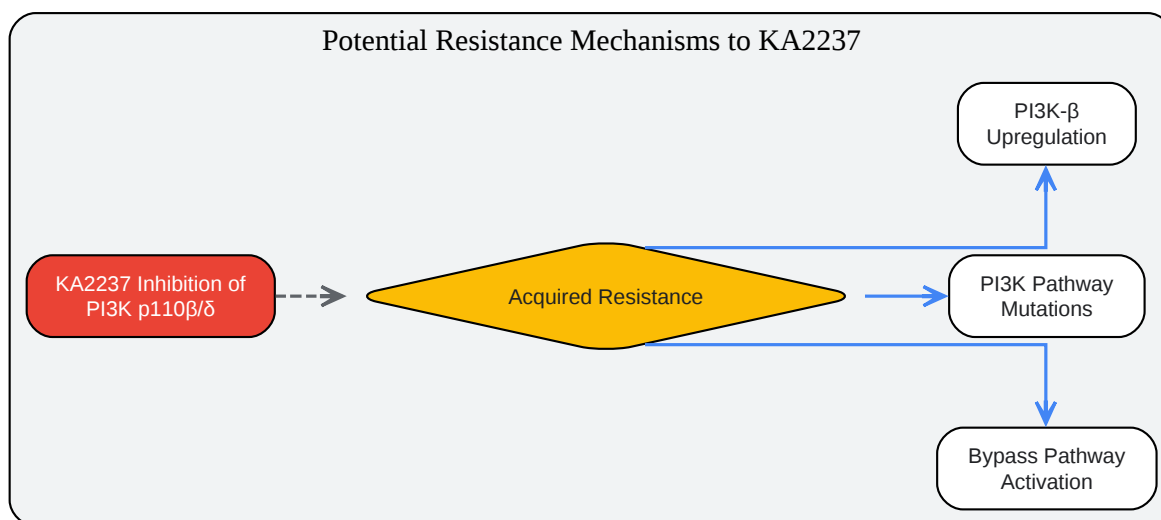 Potential Resistance Mechanisms to KA2237
PI3K-β
Upregulation
KA2237 Inhibition of
PI3K p110β/δ
Acquired Resistance
PI3K Pathway
Mutations
Bypass Pathway
Activation